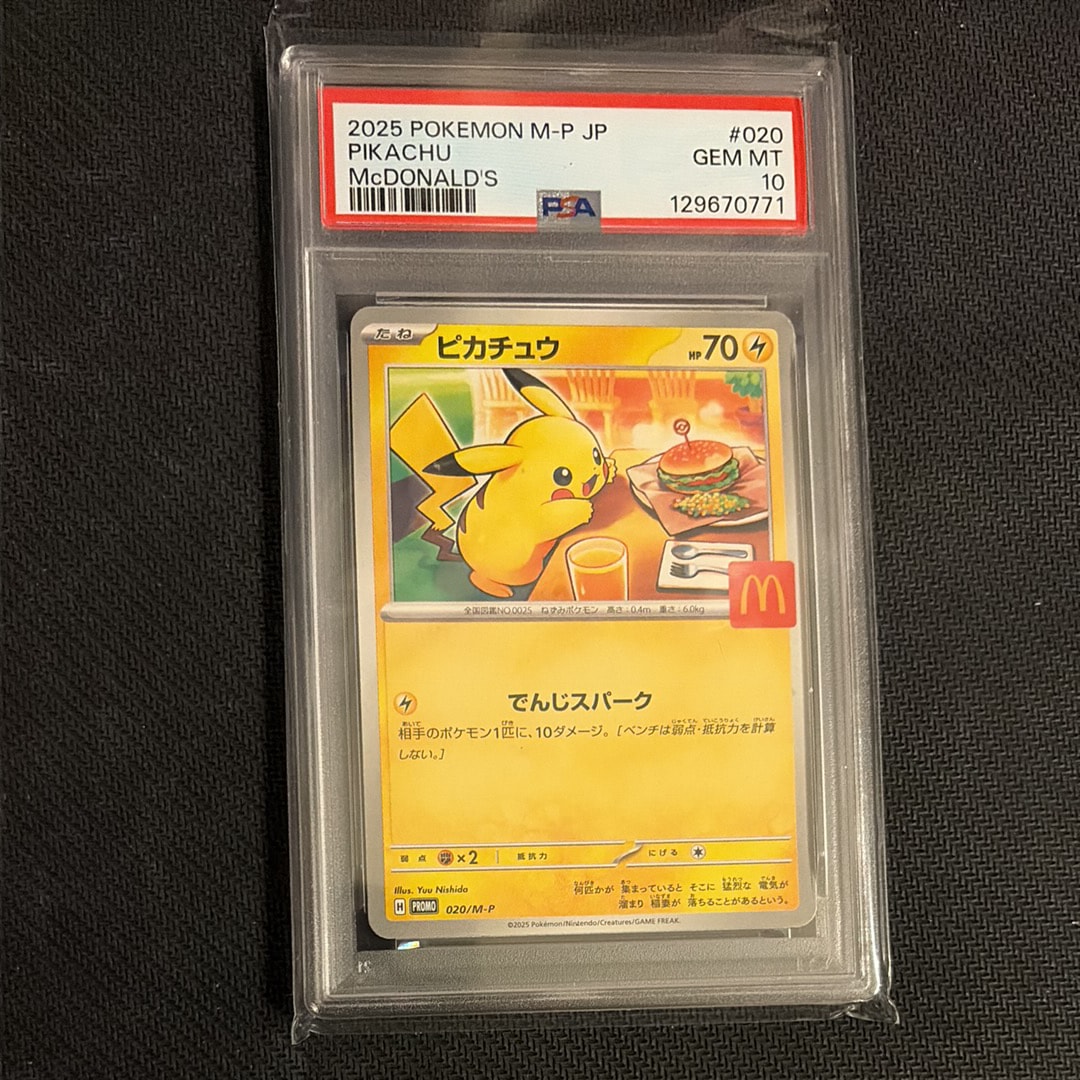 2025 POKEMON M-P JP #020
PIKACHU GEM MT
McDONALD'S 10
PSA 129670771
たね ピカチュウ HP70
全国図鑑NO.0025 ねずみポケモン 高さ:0.4m 重さ:6.0kg
でんじスパーク
相手のポケモン1匹に、10ダメージ。[ベンチは弱点・抵抗力を計算
しない。]
弱点 ×2 抵抗力 にげる
Illus. Yuu Nishida
何匹かが 集まっていると そこに 猛烈な 電気が
溜まり 稲妻が 落ちることがあるという。
H PROMO 020/M-P
©2025 Pokémon/Nintendo/Creatures/GAME FREAK.